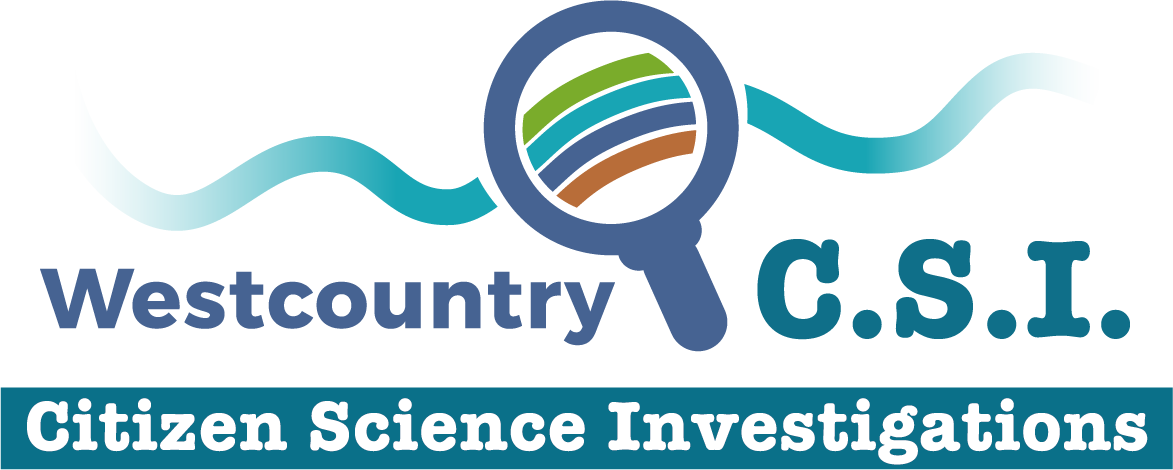 Westcountry C.S.I.
Citizen Science Investigations